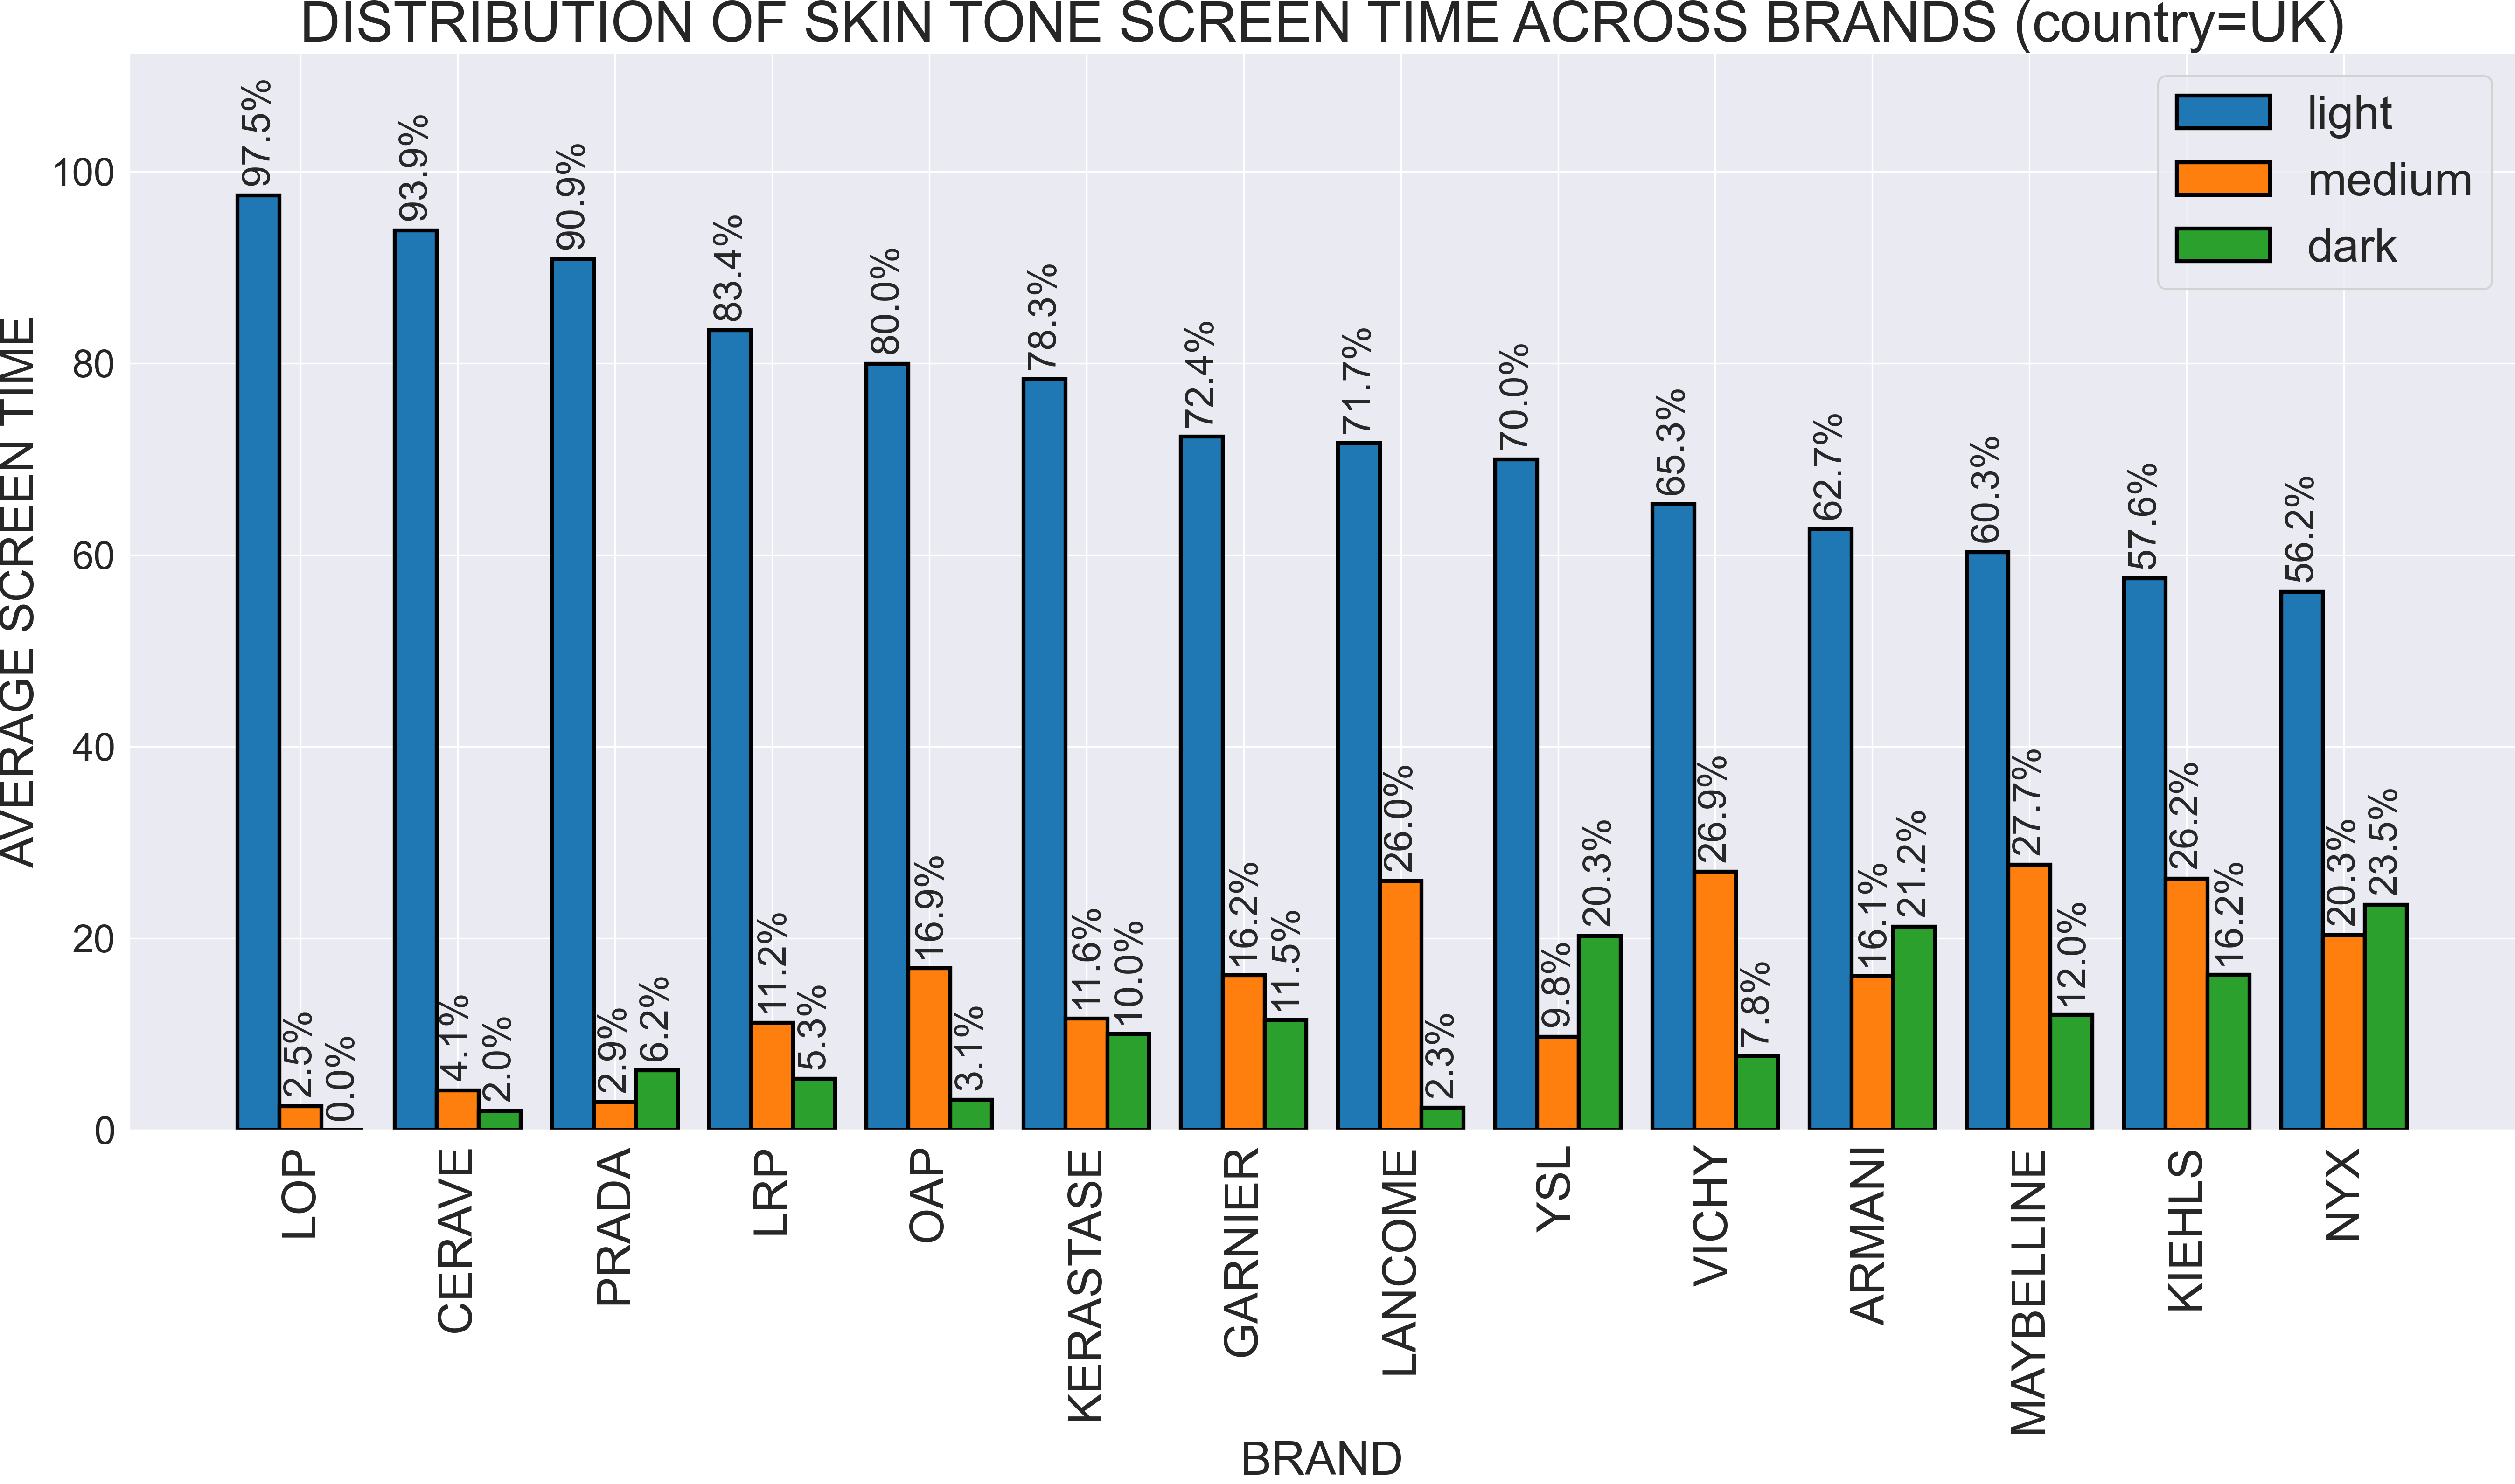 DISTRIBUTION OF SKIN TONE SCREEN TIME ACROSS BRANDS (country=UK)
light
medium
dark
AVERAGE SCREEN TIME
100
80
60
40
20
0
97.5%
2.5%
0.0%
93.9%
4.1%
2.0%
90.9%
2.9%
6.2%
83.4%
11.2%
5.3%
80.0%
16.9%
3.1%
78.3%
11.6%
10.0%
72.4%
16.2%
11.5%
71.7%
26.0%
2.3%
70.0%
9.8%
20.3%
65.3%
26.9%
7.8%
62.7%
16.1%
21.2%
60.3%
27.7%
12.0%
57.6%
26.2%
16.2%
56.2%
20.3%
23.5%
LOP
CERAVE
PRADA
LRP
OAP
KERASTASE
GARNIER
LANCOME
YSL
VICHY
ARMANI
MAYBELLINE
KIEHLS
NYX
BRAND